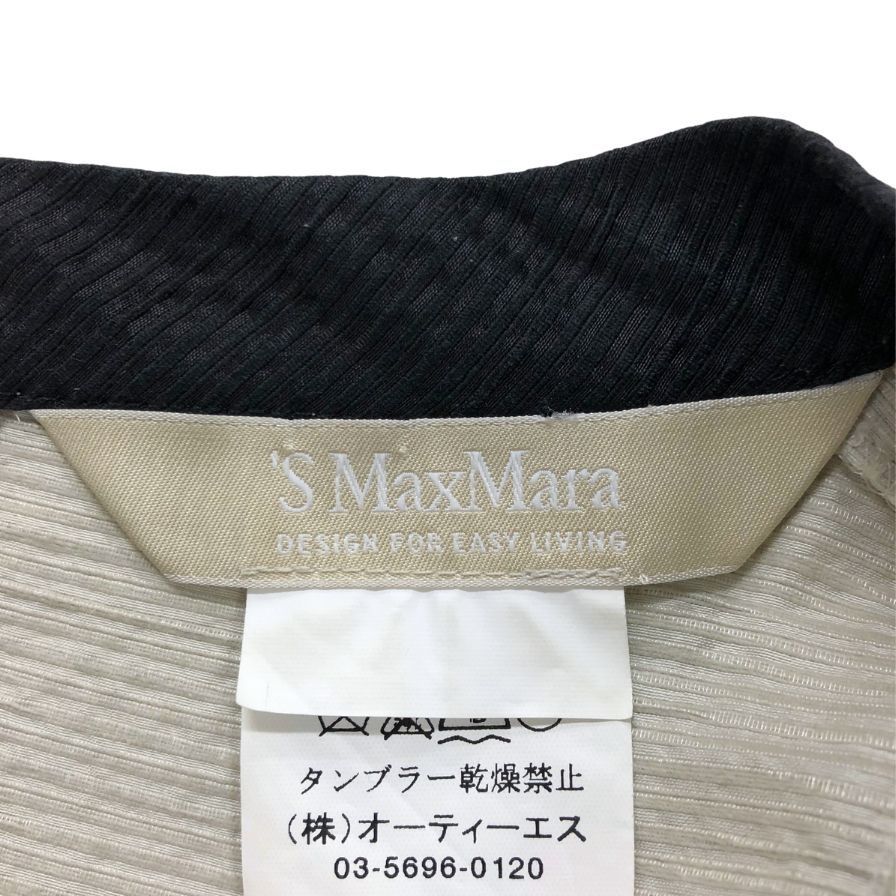 'S MaxMara
DESIGN FOR EASY LIVING
タンブラー乾燥禁止
(株)オーティーエス
03-5696-0120